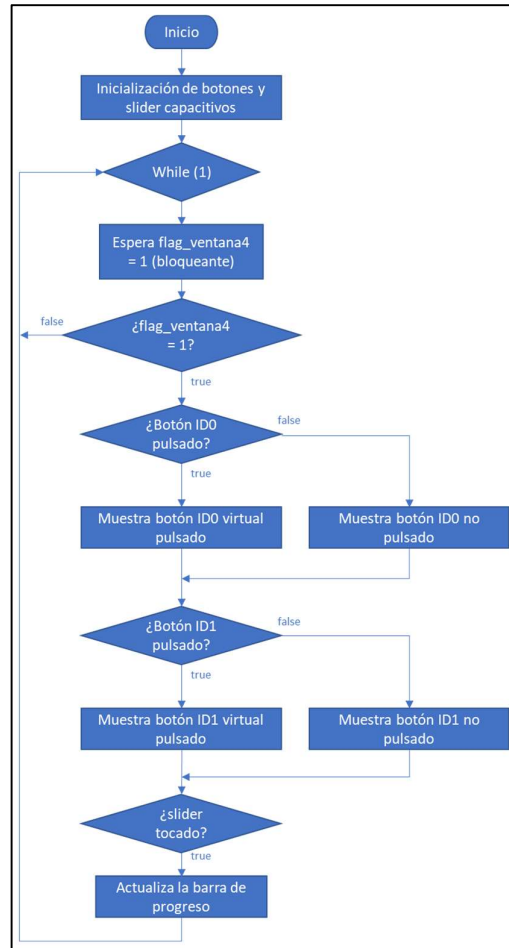 Inicio
Inicialización de botones y
slider capacitivos
While (1)
Espera flag_ventana4
= 1 (bloqueante)
false
¿flag_ventana4
= 1?
true
¿Botón ID0
pulsado?
false
true
Muestra botón ID0 virtual
pulsado
Muestra botón ID0 no
pulsado
¿Botón ID1
pulsado?
false
true
Muestra botón ID1 virtual
pulsado
Muestra botón ID1 no
pulsado
¿slider
tocado?
true
Actualiza la barra de
progreso